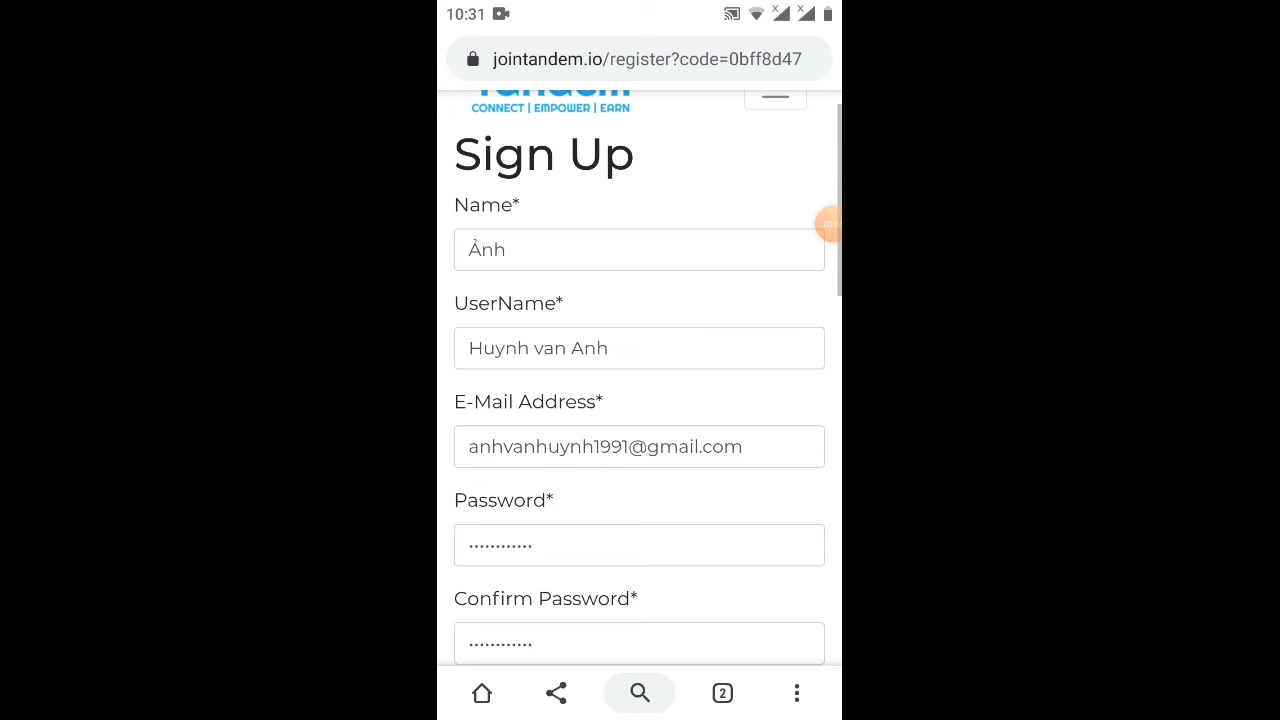 10:31
jointandem.io/register?code=0bff8d47
Tandem
CONNECT | EMPOWER | EARN
Sign Up
Name*
Ảnh
UserName*
Huynh van Anh
E-Mail Address*
anhvanhuynh1991@gmail.com
Password*
••••••••••••
Confirm Password*
••••••••••••
2